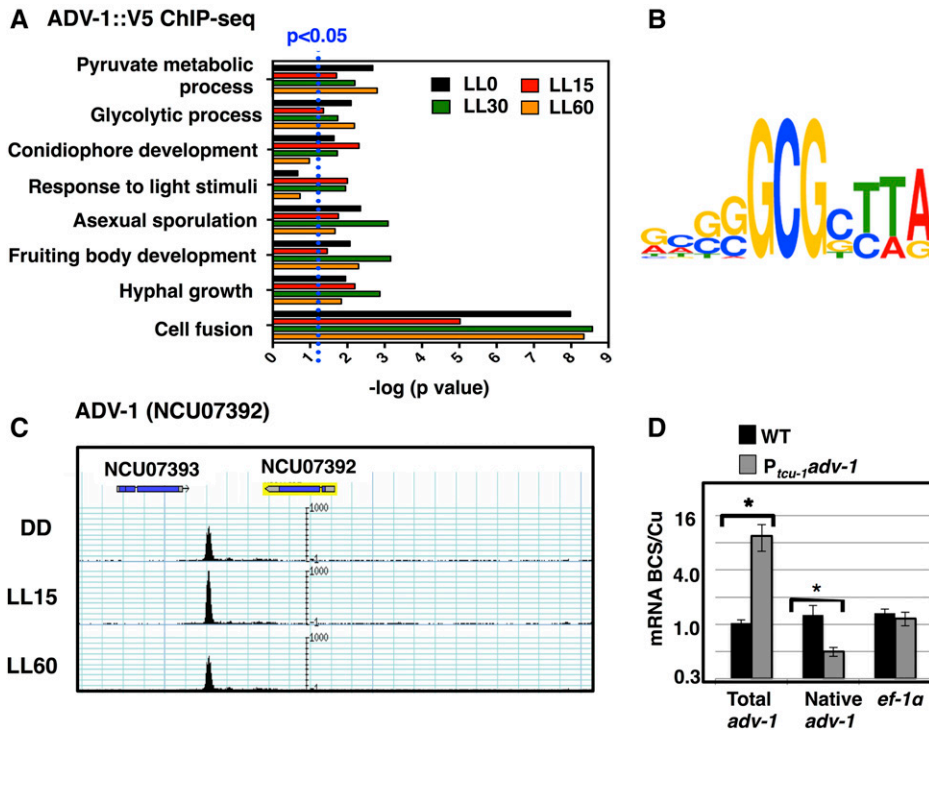 A ADV-1::V5 ChIP-seq
p<0.05
Pyruvate metabolic
process
Glycolytic process
Conidiophore development
Response to light stimuli
Asexual sporulation
Fruiting body development
Hyphal growth
Cell fusion
LL0 LL15
LL30 LL60
0 1 2 3 4 5 6 7 8 9
-log (p value)
B
GCG
C ADV-1 (NCU07392)
NCU07393 NCU07392
DD
1000
-1
LL15
1000
-1
LL60
1000
-1
D
WT
Ptcu-1adv-1
mRNA BCS/Cu
16
4.0
1.0
0.3
*
*
Total
adv-1
Native
adv-1
ef-1α